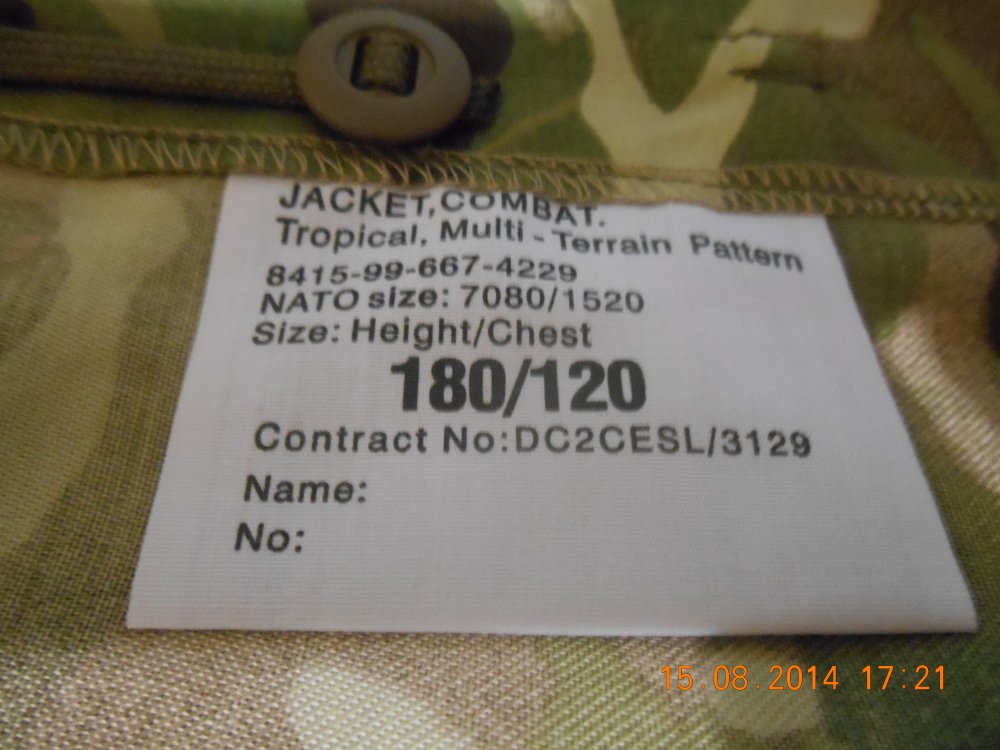 JACKET,COMBAT.
Tropical, Multi - Terrain Pattern
8415-99-667-4229
NATO size: 7080/1520
Size: Height/Chest
180/120
Contract No:DC2CESL/3129
Name:
No:
15.08.2014 17:21